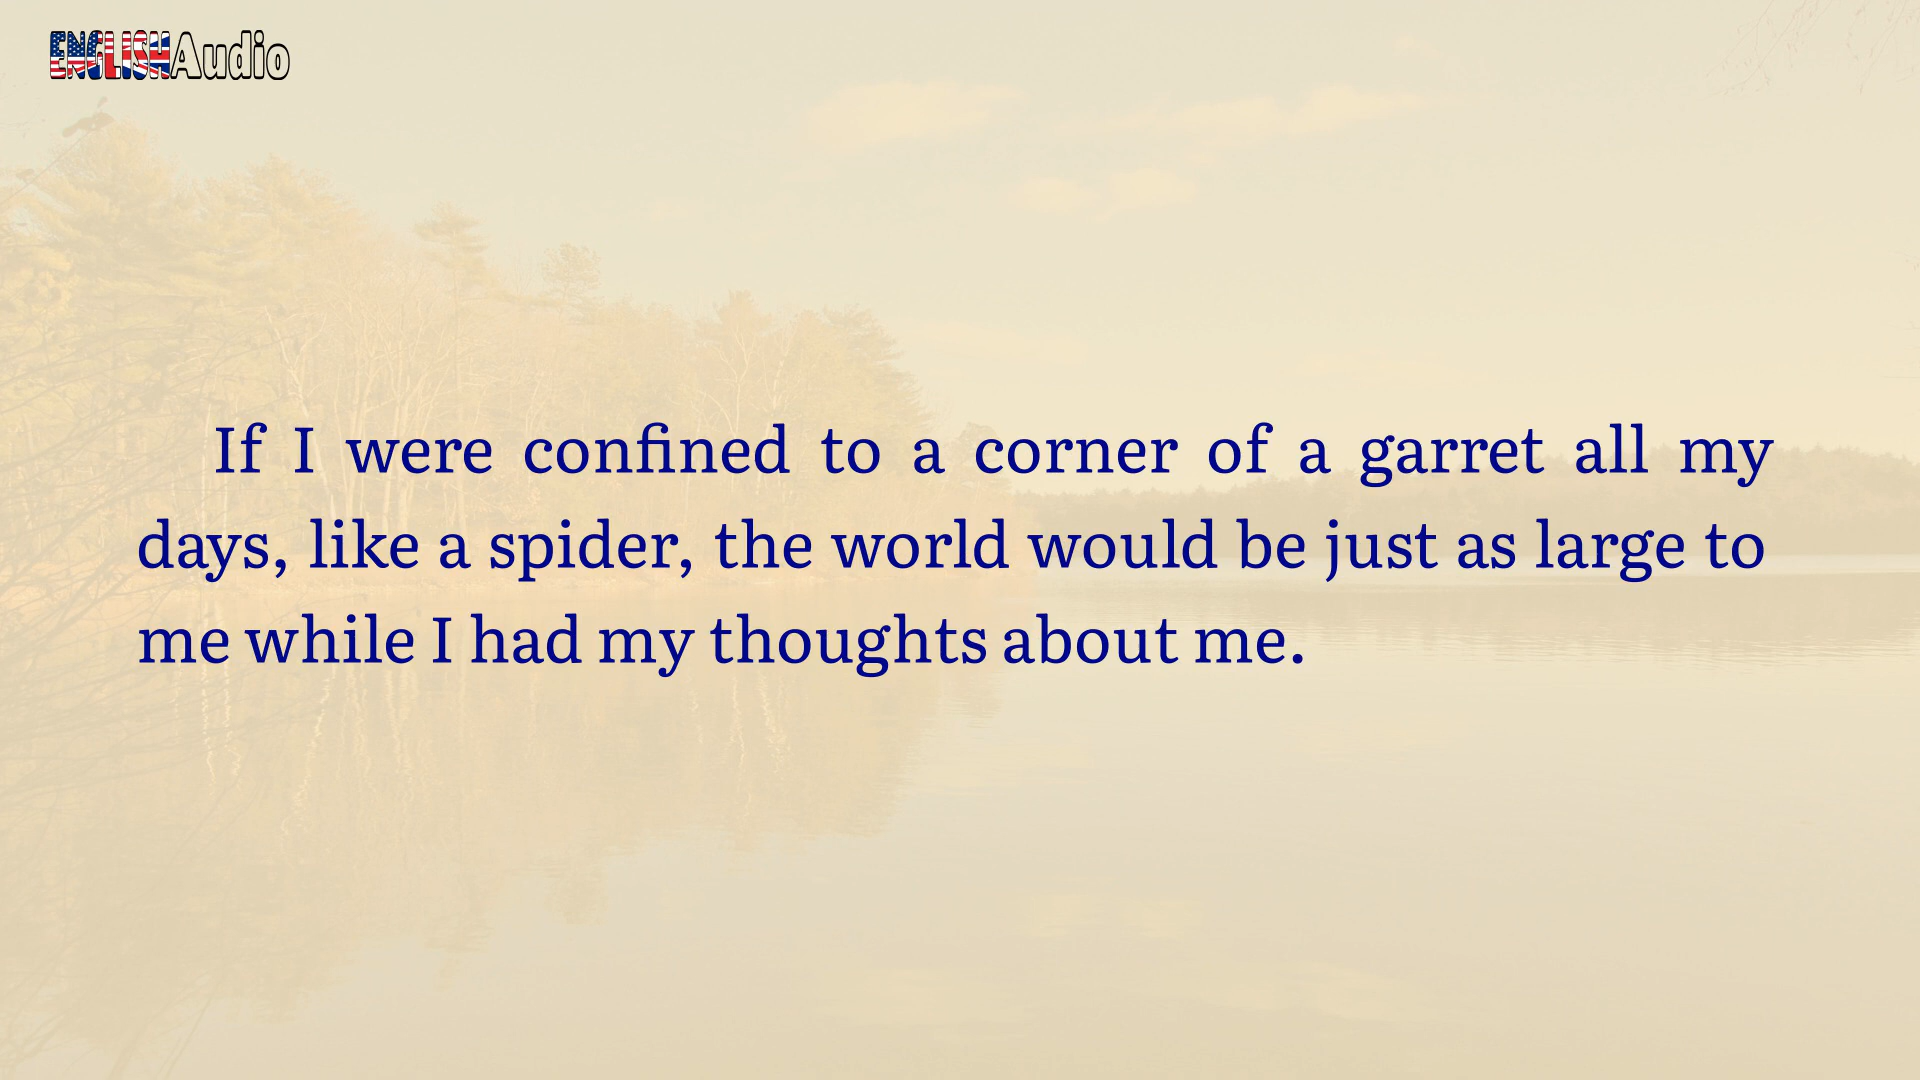 ENGLISHAudio
If I were confined to a corner of a garret all my
days, like a spider, the world would be just as large to
me while I had my thoughts about me.